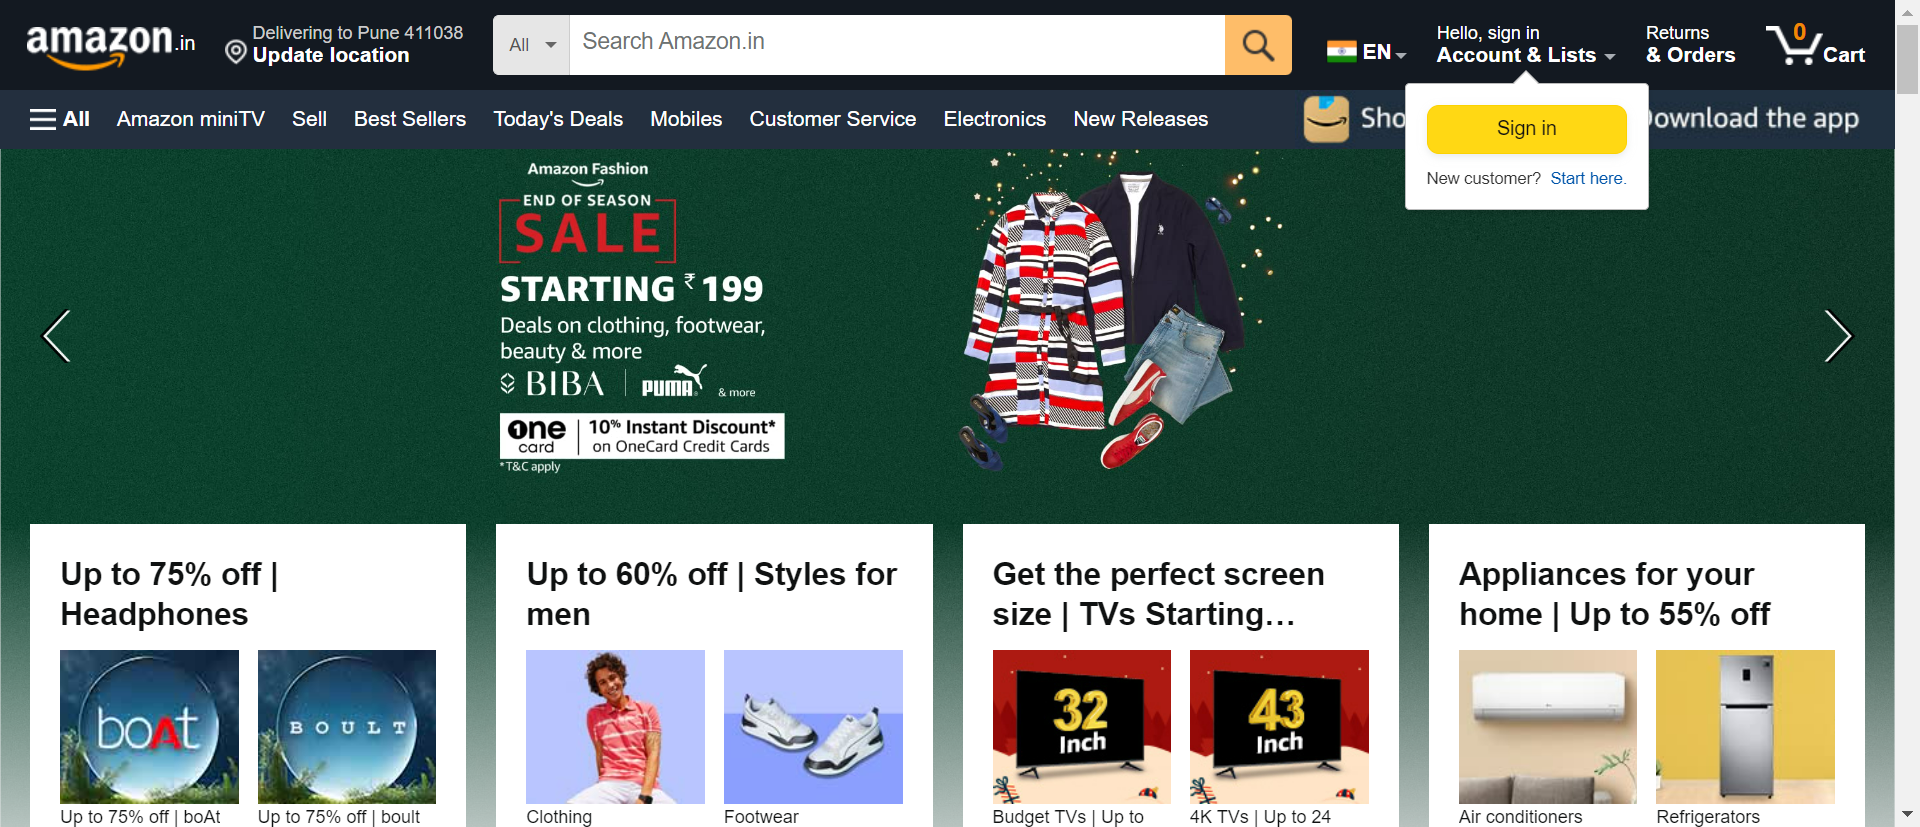 amazon.in
Delivering to Pune 411038
Update location
All
Search Amazon.in
EN
Hello, sign in
Account & Lists
Returns
& Orders
0
Cart
All
Amazon miniTV
Sell
Best Sellers
Today's Deals
Mobiles
Customer Service
Electronics
New Releases
Sho
ownload the app
Sign in
New customer? Start here.
Amazon Fashion
END OF SEASON
SALE
STARTING ₹199
Deals on clothing, footwear,
beauty & more
BIBA | PUMA & more
one card | 10% Instant Discount*
on OneCard Credit Cards
*T&C apply
Up to 75% off |
Headphones
boAt
BOULT
Up to 75% off | boAt
Up to 75% off | boult
Up to 60% off | Styles for
men
Clothing
Footwear
Get the perfect screen
size | TVs Starting...
32
Inch
43
Inch
Budget TVs | Up to
4K TVs | Up to 24
Appliances for your
home | Up to 55% off
Air conditioners
Refrigerators